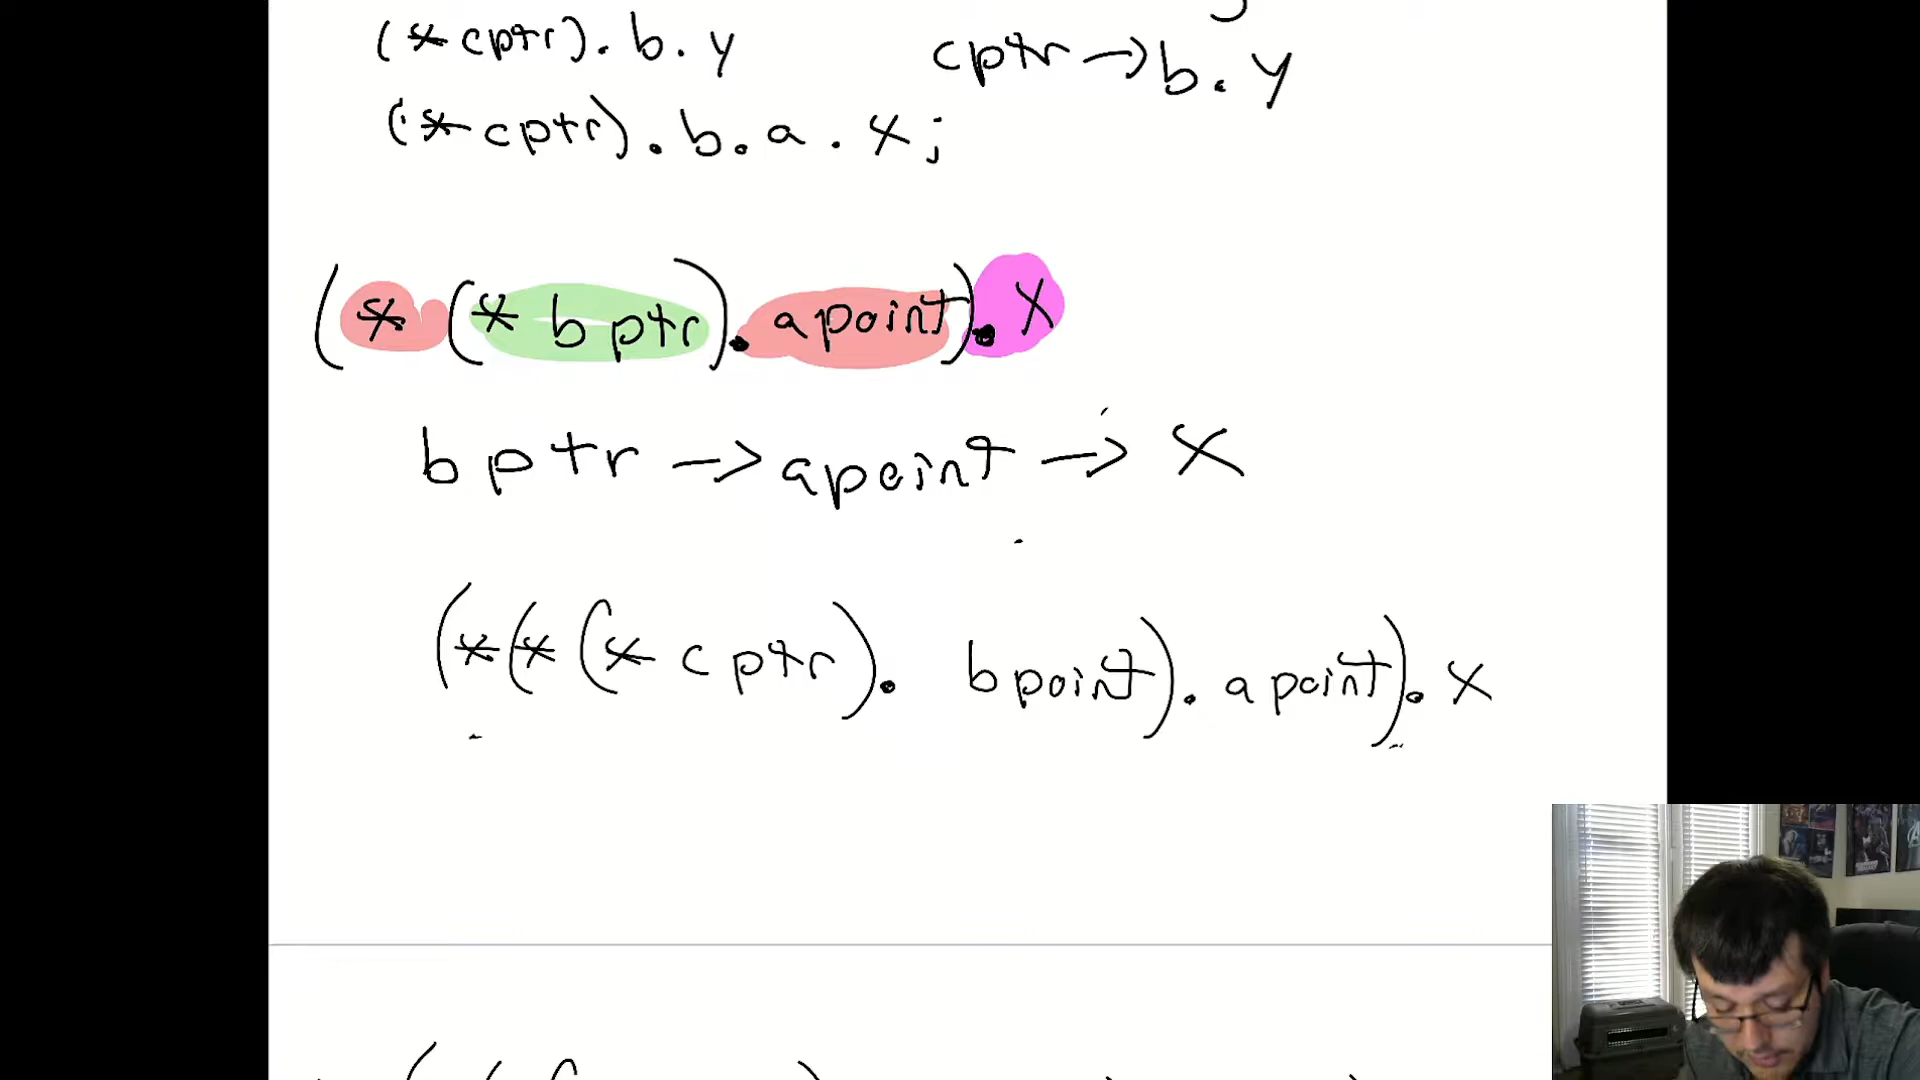 (*cptr).b.y
cptr->b.y
(*cptr).b.a.x;
(*(*bptr).apoint).x
bptr->apoint->x
(*(*(*cptr).bpoint).apoint).x